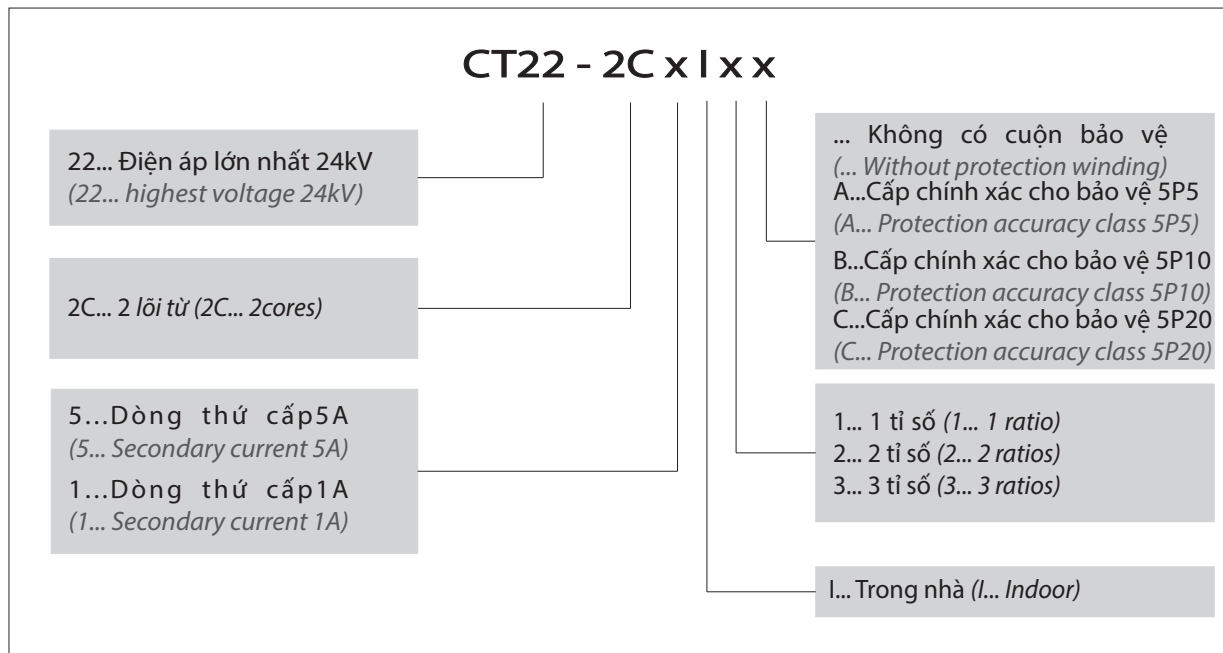 CT22 - 2C x I x x
22... Điện áp lớn nhất 24kV
(22... highest voltage 24kV)
2C... 2 lõi từ (2C... 2cores)
5...Dòng thứ cấp5A
(5... Secondary current 5A)
1...Dòng thứ cấp1A
(1... Secondary current 1A)
... Không có cuộn bảo vệ
(... Without protection winding)
A...Cấp chính xác cho bảo vệ 5P5
(A... Protection accuracy class 5P5)
B...Cấp chính xác cho bảo vệ 5P10
(B... Protection accuracy class 5P10)
C...Cấp chính xác cho bảo vệ 5P20
(C... Protection accuracy class 5P20)
1... 1 tỉ số (1... 1 ratio)
2... 2 tỉ số (2... 2 ratios)
3... 3 tỉ số (3... 3 ratios)
I... Trong nhà (I... Indoor)